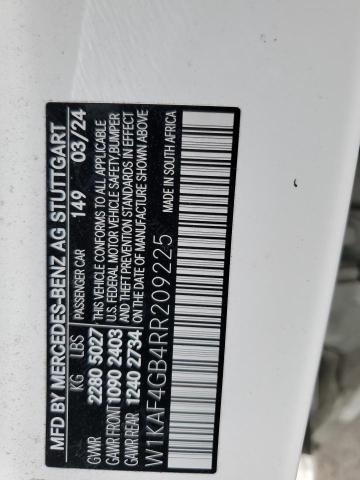 MFD BY MERCEDES-BENZ AG STUTTGART
KG LBS PASSENGER CAR 149 03/24
GVWR 2280 5027
GAWR FRONT 1090 2403
GAWR REAR 1240 2734
THIS VEHICLE CONFORMS TO ALL APPLICABLE
U.S. FEDERAL MOTOR VEHICLE SAFETY,BUMPER
AND THEFT PREVENTION STANDARDS IN EFFECT
ON THE DATE OF MANUFACTURE SHOWN ABOVE
W1KAF4GB4RR209225 MADE IN SOUTH AFRICA